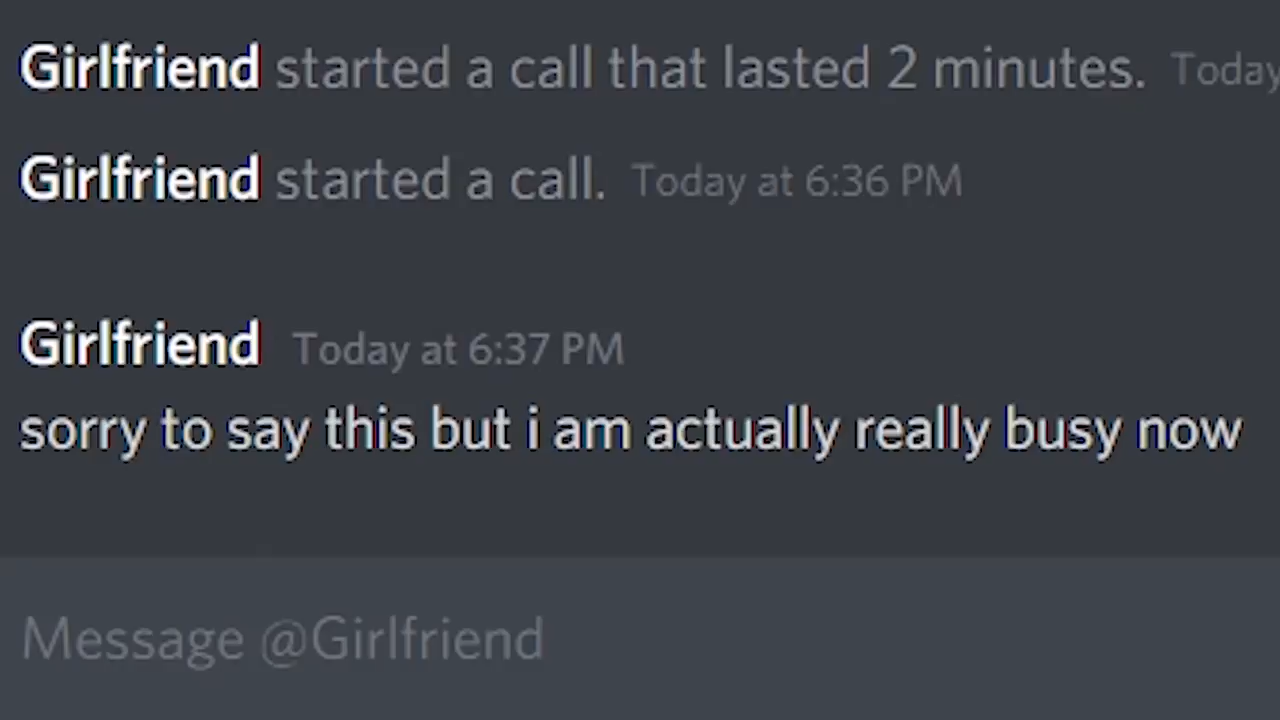 Girlfriend started a call that lasted 2 minutes. Today
Girlfriend started a call. Today at 6:36 PM
Girlfriend Today at 6:37 PM
sorry to say this but i am actually really busy now
Message @Girlfriend